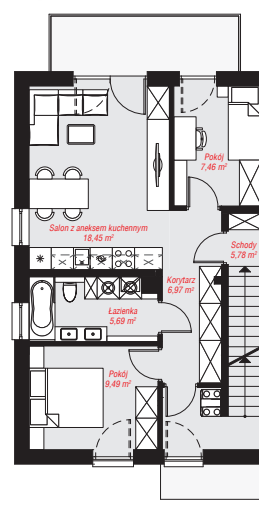 Pokój
7,46 m²
Salon z aneksem kuchennym
18,45 m²
Schody
5,78 m²
Korytarz
6,97 m²
Łazienka
5,69 m²
Pokój
9,49 m²